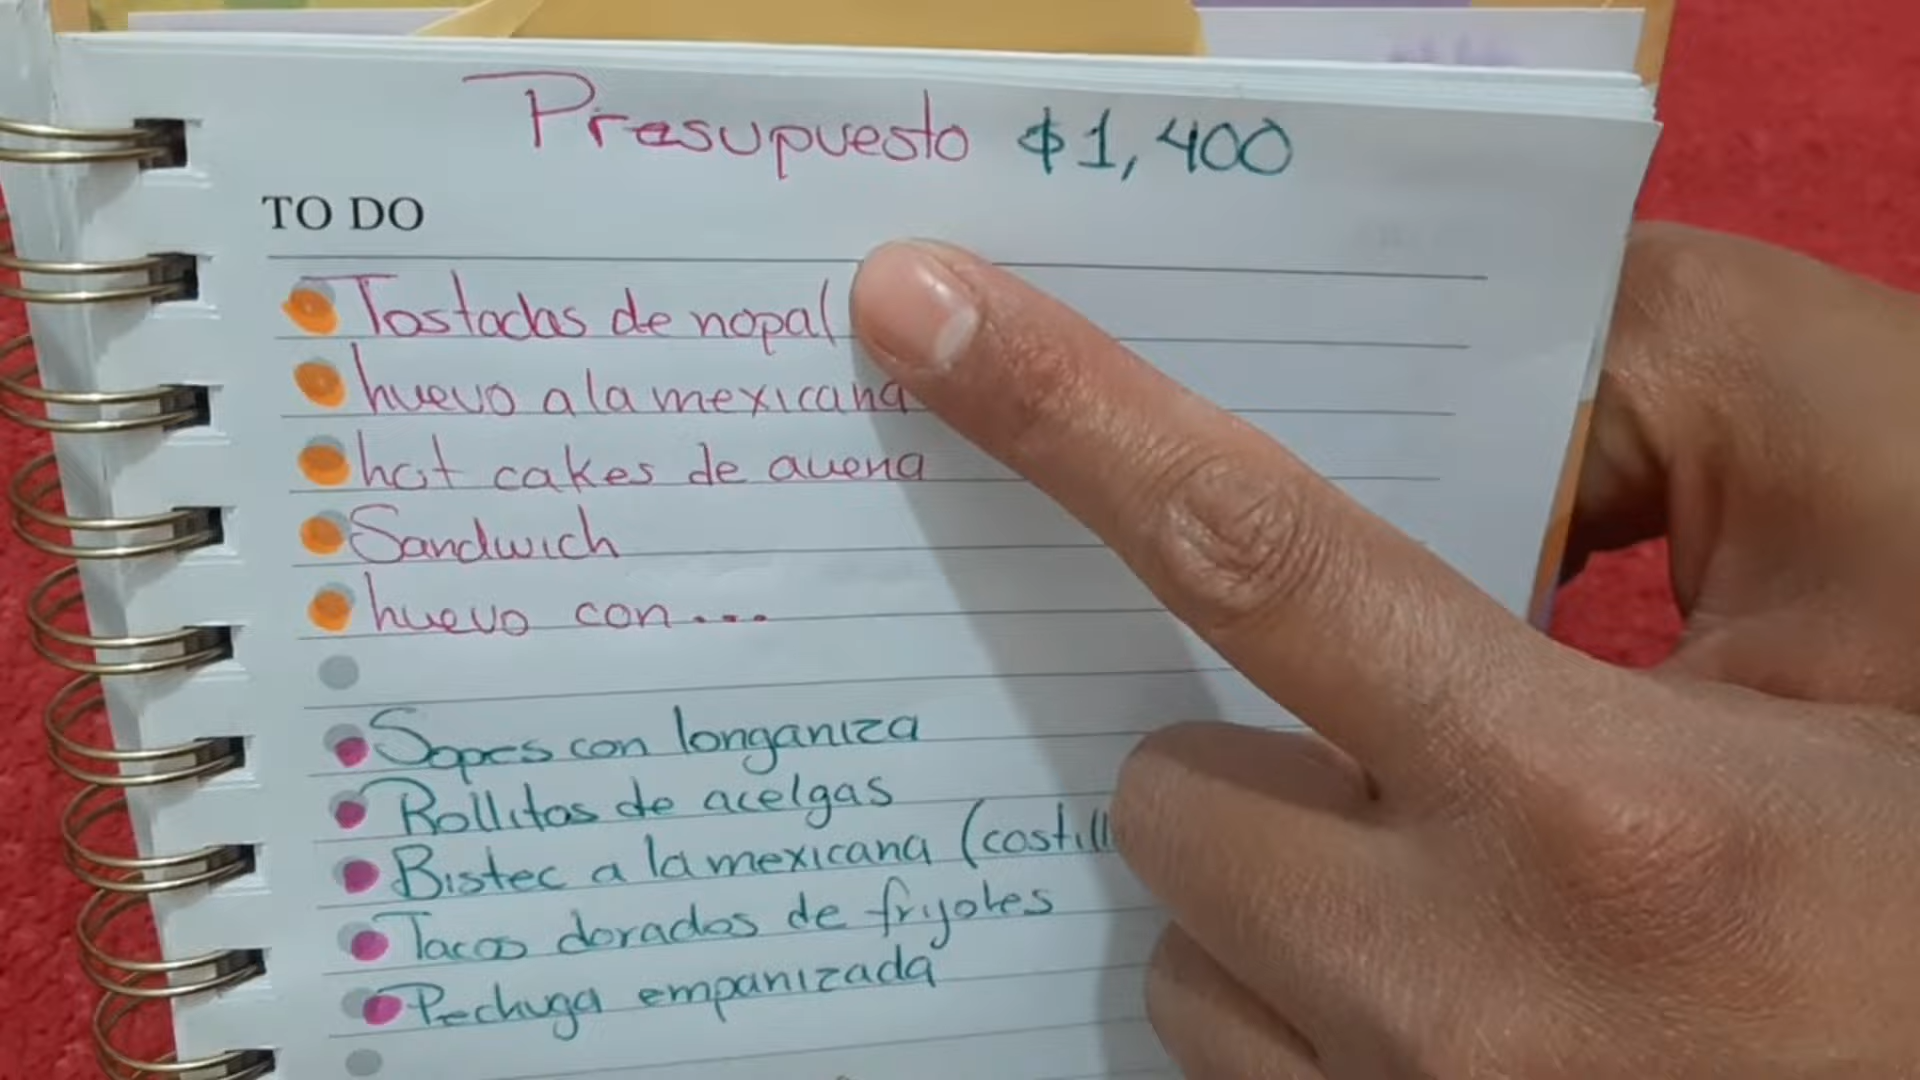 Presupuesto $1,400
TO DO
Tostadas de nopal
huevo a la mexicana
hot cakes de avena
Sandwich
huevo con...
Sopes con longaniza
Rollitos de acelgas
Bistec a la mexicana (costill
Tacos dorados de frijoles
Pechuga empanizada